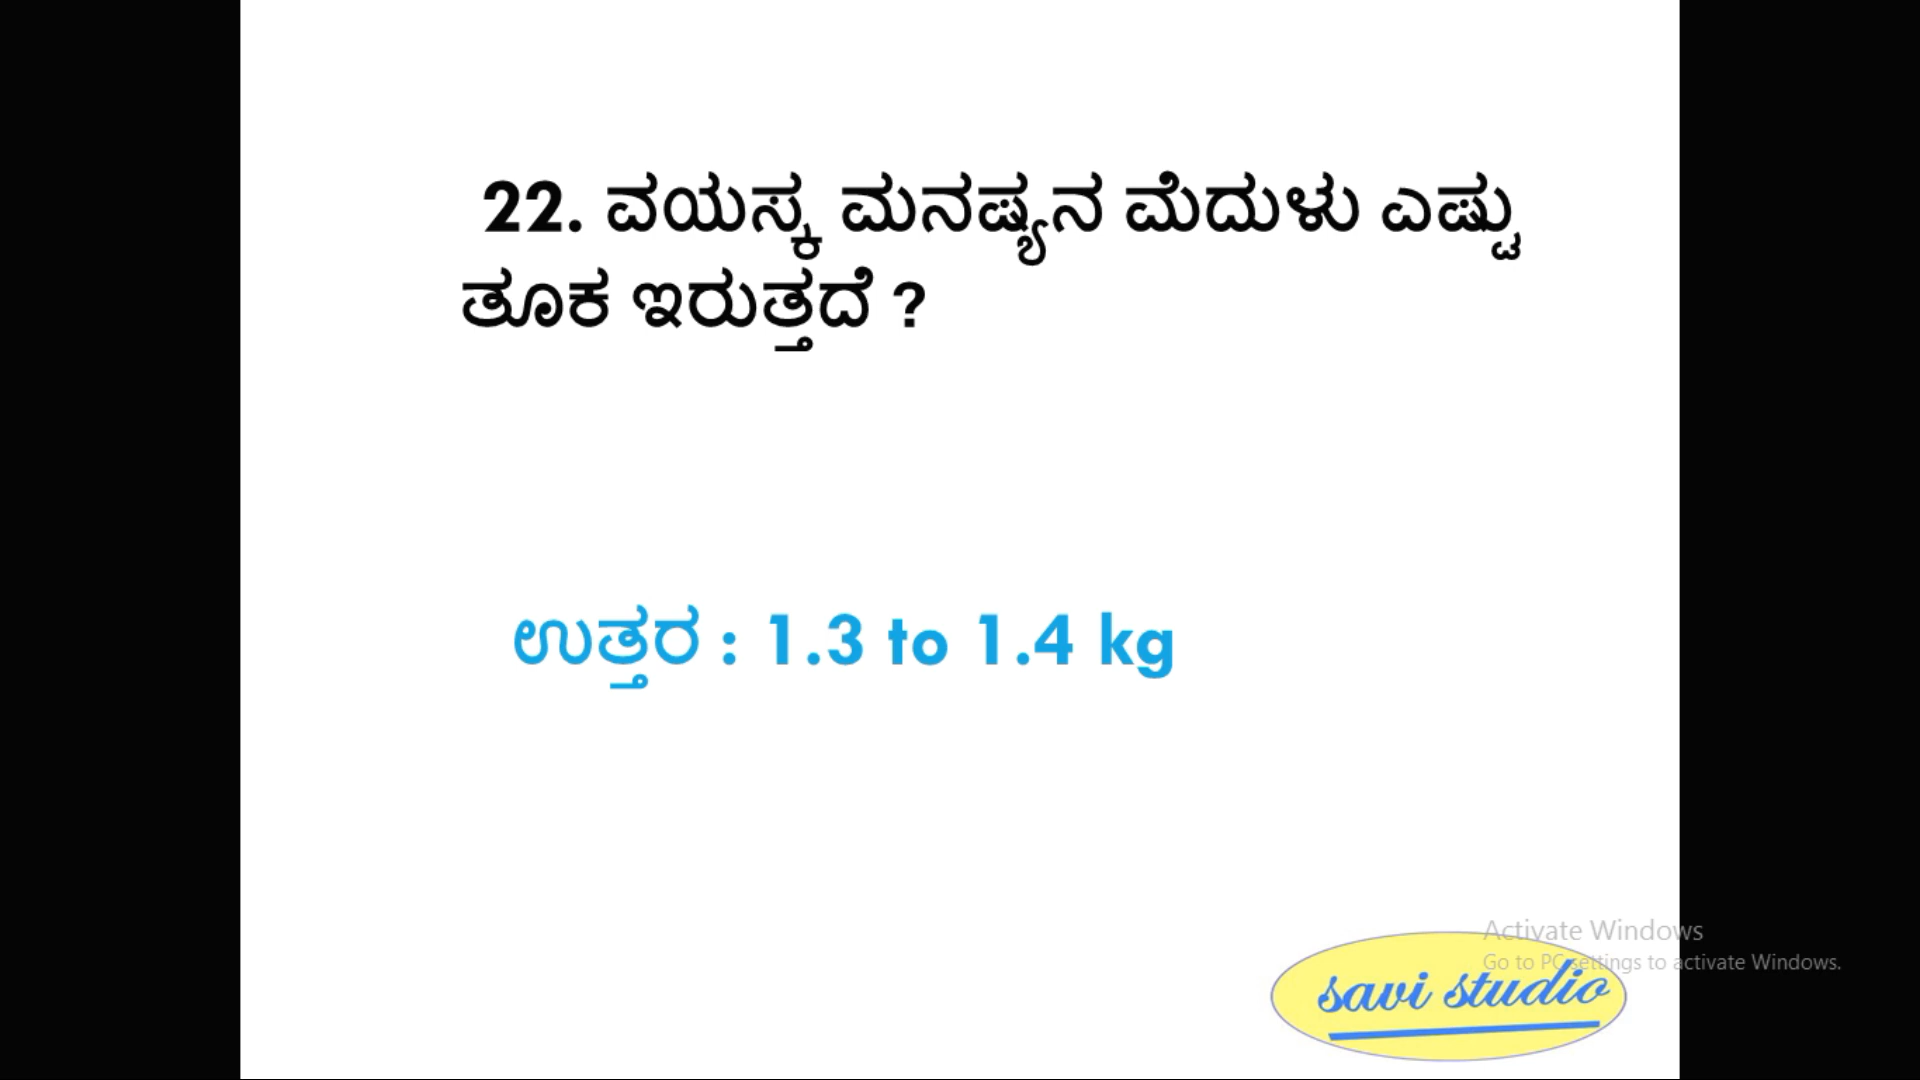 22. ವಯಸ್ಕ ಮನಷ್ಯನ ಮೆದುಳು ಎಷ್ಟು
ತೂಕ ಇರುತ್ತದೆ ?
ಉತ್ತರ : 1.3 to 1.4 kg
Activate Windows
Go to PC settings to activate Windows.
savi studio